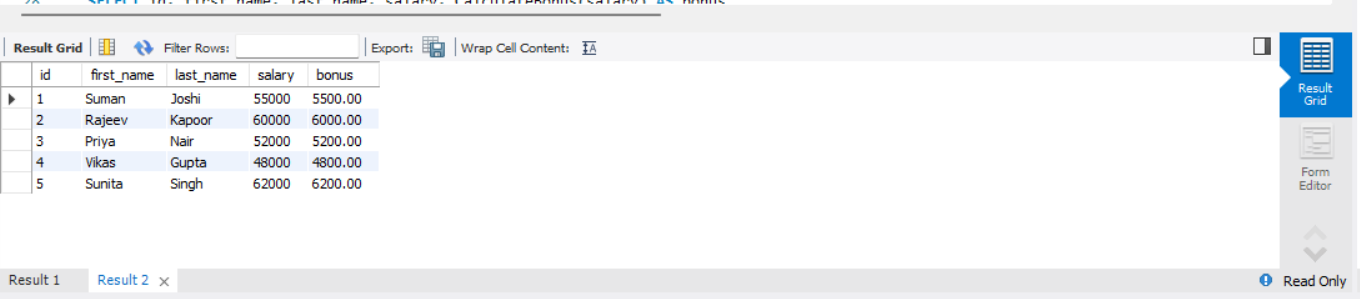 28 SELECT id, first_name, last_name, salary, CalculateBonus(salary) AS bonus
Result Grid Filter Rows: Export: Wrap Cell Content: IA
id first_name last_name salary bonus
1 Suman Joshi 55000 5500.00
2 Rajeev Kapoor 60000 6000.00
3 Priya Nair 52000 5200.00
4 Vikas Gupta 48000 4800.00
5 Sunita Singh 62000 6200.00
Result
Grid
Form
Editor
Result 1 Result 2 Read Only